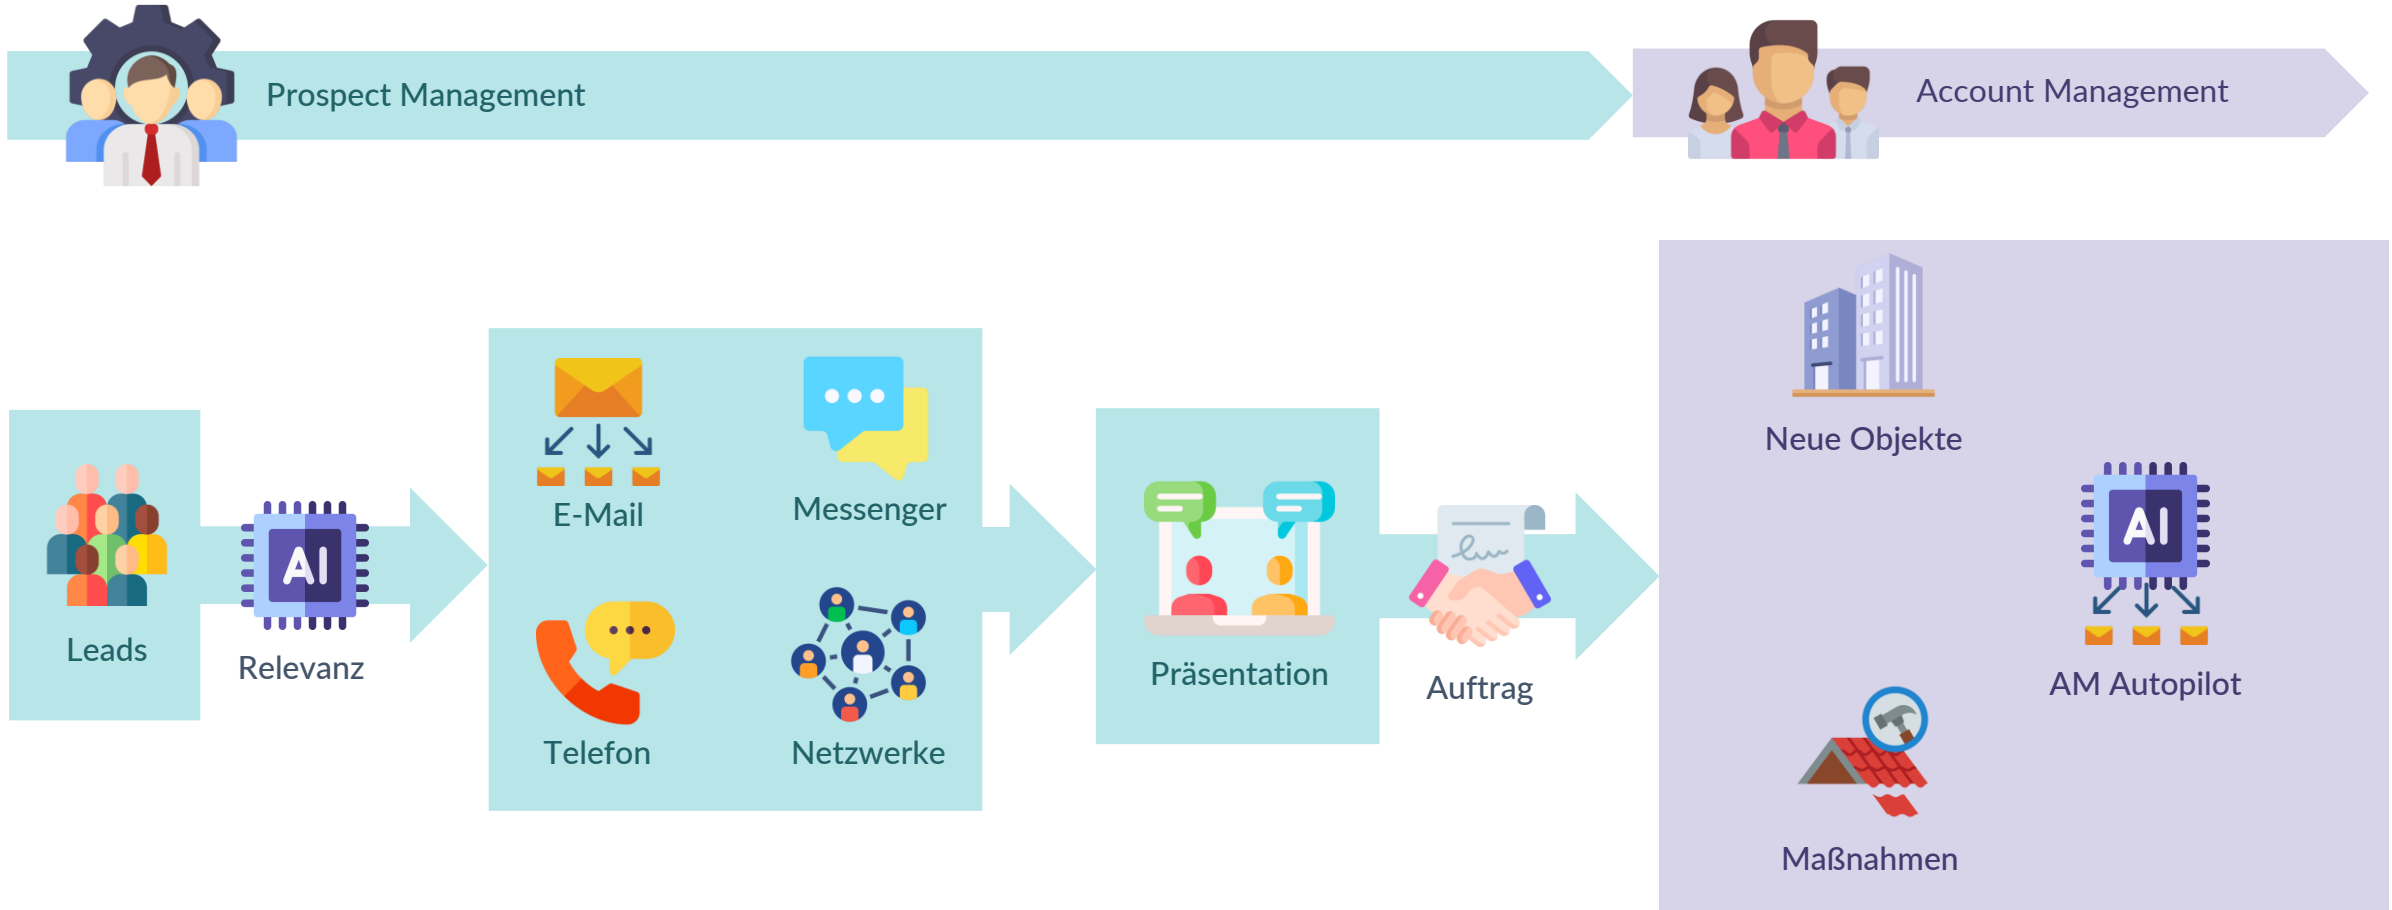 Prospect Management
Account Management
Leads
AI
Relevanz
E-Mail
Messenger
Telefon
Netzwerke
Präsentation
Auftrag
Neue Objekte
AI
AM Autopilot
Maßnahmen